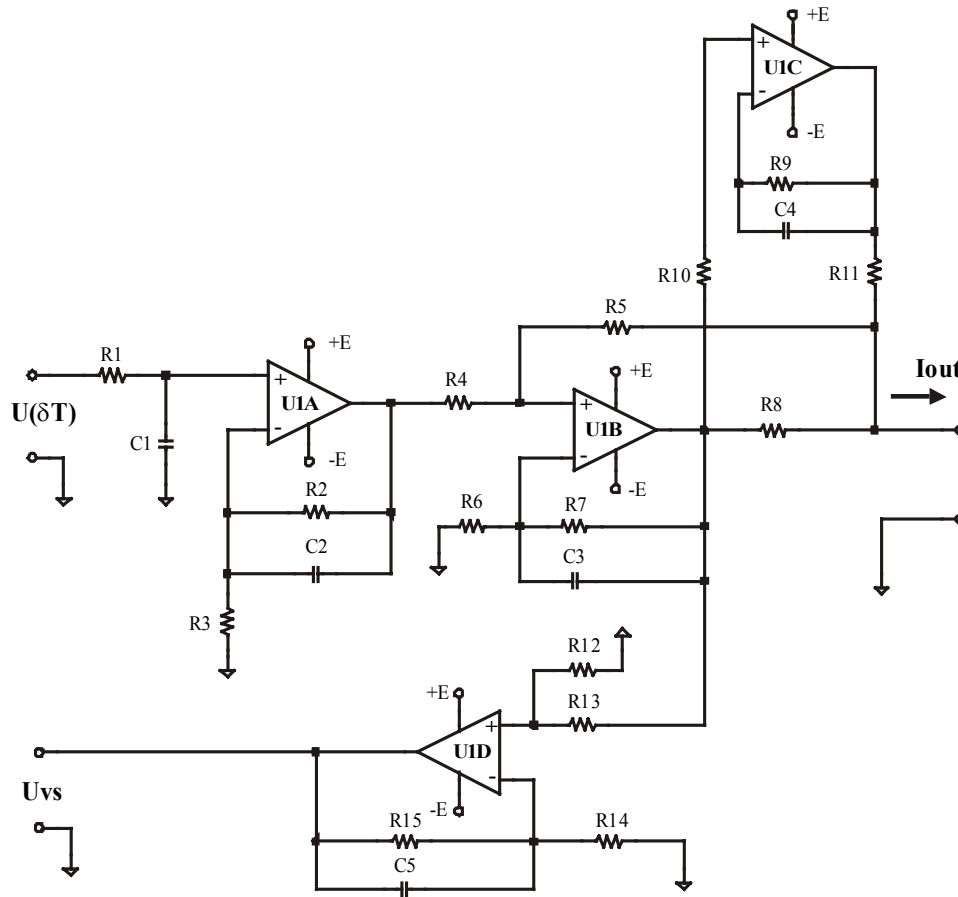 +E
+
U1C
-
-E
R9
C4
R10
R11
R5
+E
R1
+
U1A
-
-E
U(δT)
C1
R4
+E
+
U1B
-
-E
R8
Iout
R2
C2
R3
R6
R7
C3
R12
R13
+E
+
U1D
-
-E
Uvs
R15
R14
C5